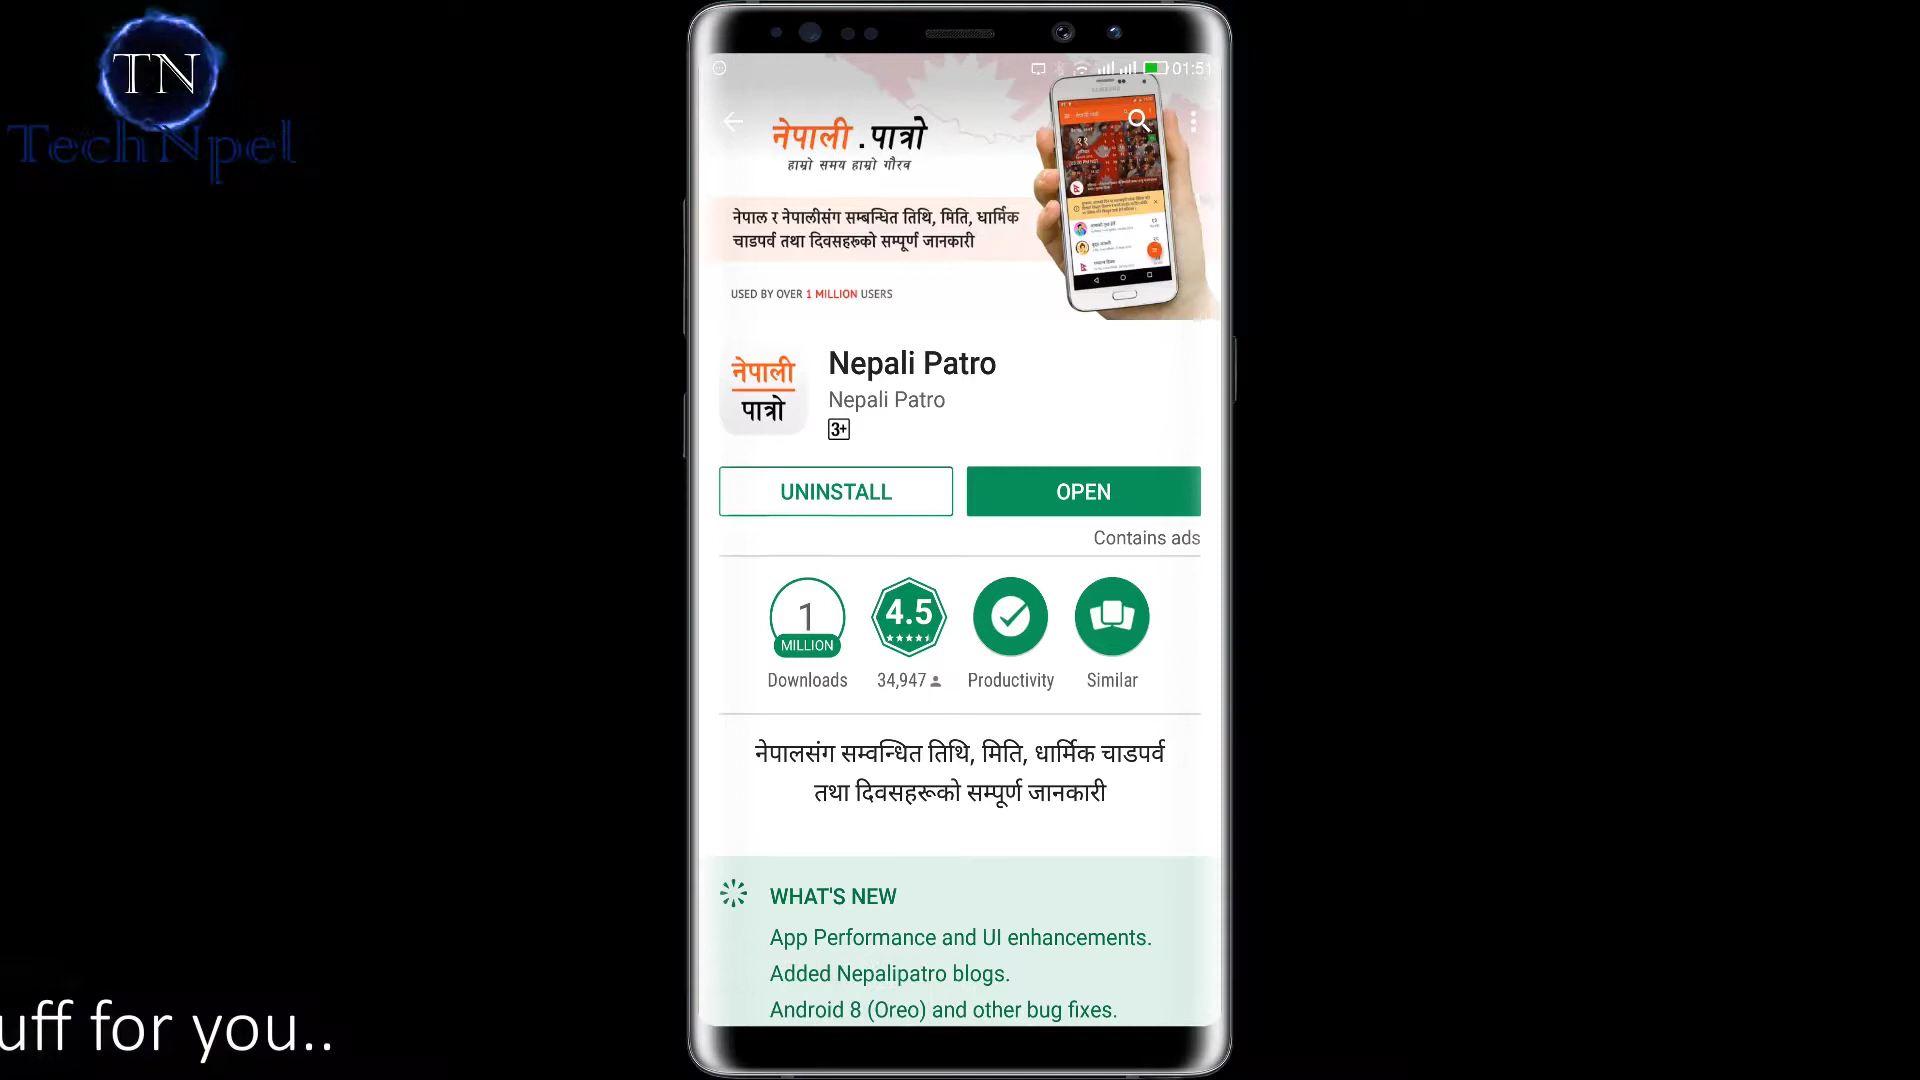 TN
TechNpel
01:51
नेपाली .पात्रो
हाम्रो समय हाम्रो गौरब
नेपाल र नेपालीसंग सम्बन्धित तिथि, मिति, धार्मिक
चाडपर्व तथा दिवसहरूको सम्पूर्ण जानकारी
USED BY OVER 1 MILLION USERS
SAMSUNG
नेपाली
पात्रो
Nepali Patro
Nepali Patro
3+
UNINSTALL
OPEN
Contains ads
1
MILLION
4.5
Downloads
34,947
Productivity
Similar
नेपालसंग सम्वन्धित तिथि, मिति, धार्मिक चाडपर्व
तथा दिवसहरूको सम्पूर्ण जानकारी
WHAT'S NEW
App Performance and UI enhancements.
Added Nepalipatro blogs.
Android 8 (Oreo) and other bug fixes.
uff for you..